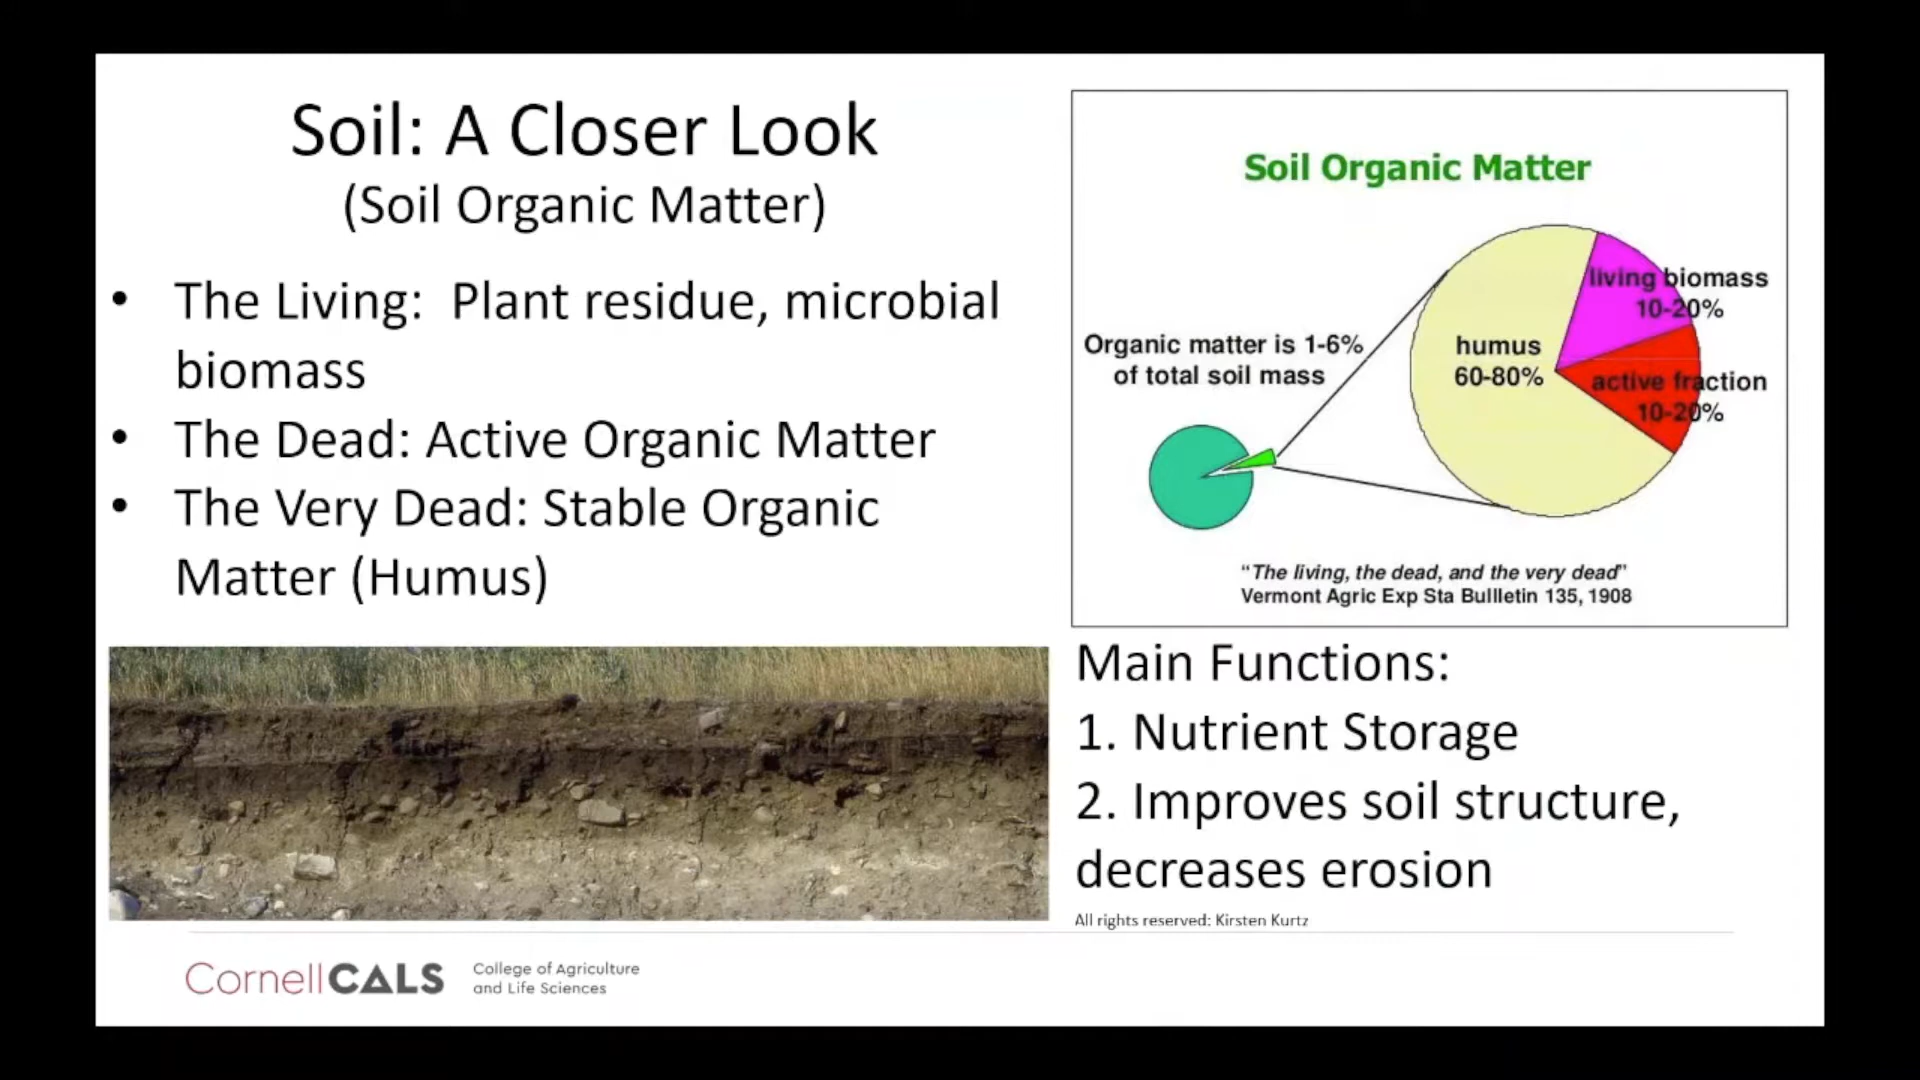 Soil: A Closer Look
(Soil Organic Matter)
• The Living:  Plant residue, microbial
biomass
• The Dead: Active Organic Matter
• The Very Dead: Stable Organic
Matter (Humus)
Soil Organic Matter
living biomass
10-20%
Organic matter is 1-6%
of total soil mass
humus
60-80%
active fraction
10-20%
“The living, the dead, and the very dead”
Vermont Agric Exp Sta Bullletin 135, 1908
Main Functions:
1. Nutrient Storage
2. Improves soil structure,
decreases erosion
All rights reserved: Kirsten Kurtz
CornellCALS
College of Agriculture
and Life Sciences